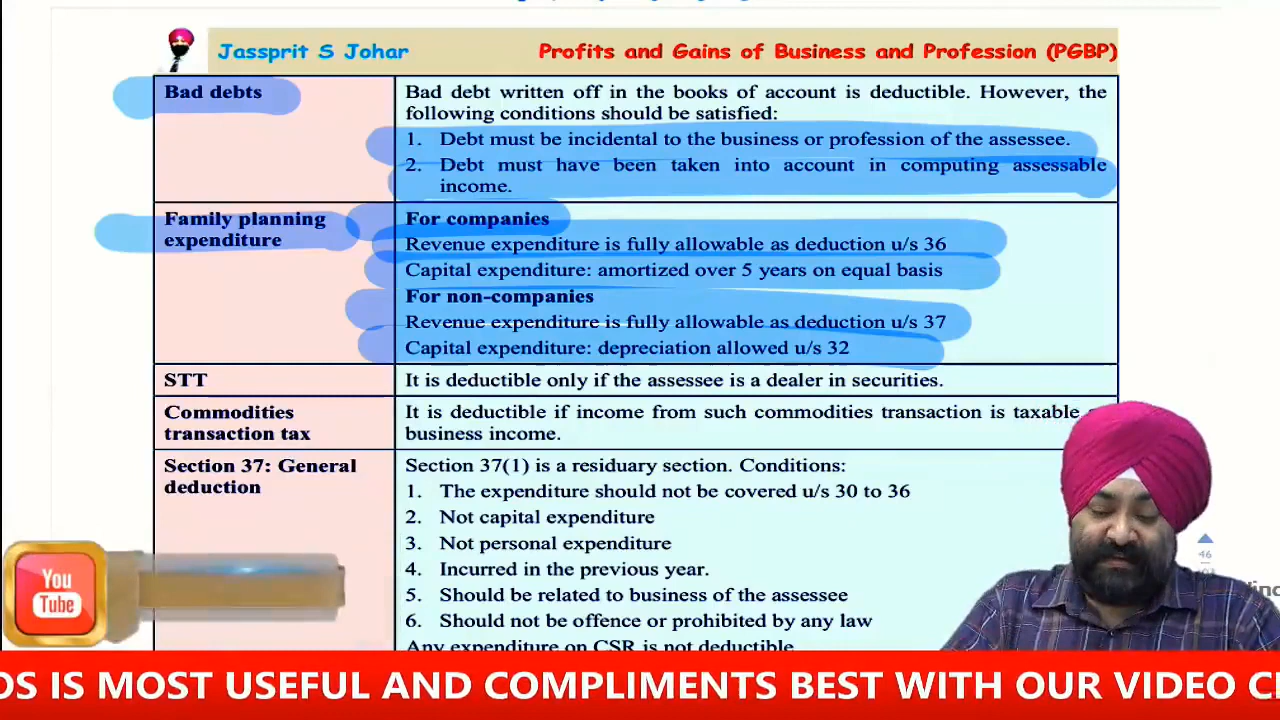 Jassprit S Johar Profits and Gains of Business and Profession (PGBP)
Bad debts
Bad debt written off in the books of account is deductible. However, the
following conditions should be satisfied:
1. Debt must be incidental to the business or profession of the assessee.
2. Debt must have been taken into account in computing assessable
income.
Family planning
expenditure
For companies
Revenue expenditure is fully allowable as deduction u/s 36
Capital expenditure: amortized over 5 years on equal basis
For non-companies
Revenue expenditure is fully allowable as deduction u/s 37
Capital expenditure: depreciation allowed u/s 32
STT
It is deductible only if the assessee is a dealer in securities.
Commodities
transaction tax
It is deductible if income from such commodities transaction is taxable
business income.
Section 37: General
deduction
Section 37(1) is a residuary section. Conditions:
1. The expenditure should not be covered u/s 30 to 36
2. Not capital expenditure
3. Not personal expenditure
4. Incurred in the previous year.
5. Should be related to business of the assessee
6. Should not be offence or prohibited by any law
Any expenditure on CSR is not deductible
46
You
Tube
IS MOST USEFUL AND COMPLIMENTS BEST WITH OUR VIDEO